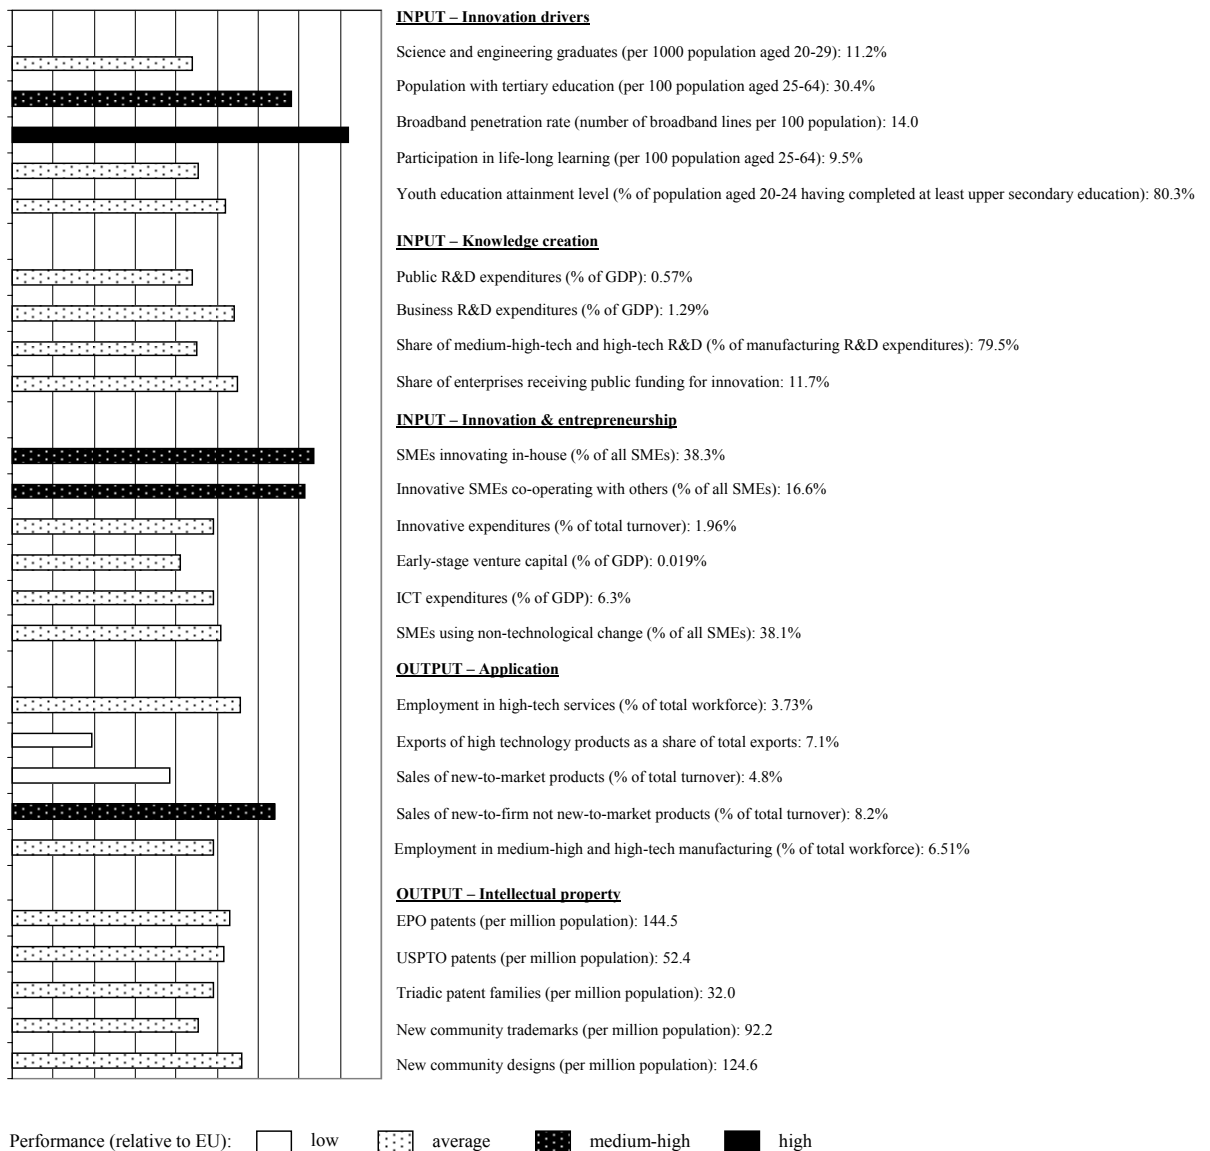 INPUT – Innovation drivers
Science and engineering graduates (per 1000 population aged 20-29): 11.2%
Population with tertiary education (per 100 population aged 25-64): 30.4%
Broadband penetration rate (number of broadband lines per 100 population): 14.0
Participation in life-long learning (per 100 population aged 25-64): 9.5%
Youth education attainment level (% of population aged 20-24 having completed at least upper secondary education): 80.3%
INPUT – Knowledge creation
Public R&D expenditures (% of GDP): 0.57%
Business R&D expenditures (% of GDP): 1.29%
Share of medium-high-tech and high-tech R&D (% of manufacturing R&D expenditures): 79.5%
Share of enterprises receiving public funding for innovation: 11.7%
INPUT – Innovation & entrepreneurship
SMEs innovating in-house (% of all SMEs): 38.3%
Innovative SMEs co-operating with others (% of all SMEs): 16.6%
Innovative expenditures (% of total turnover): 1.96%
Early-stage venture capital (% of GDP): 0.019%
ICT expenditures (% of GDP): 6.3%
SMEs using non-technological change (% of all SMEs): 38.1%
OUTPUT – Application
Employment in high-tech services (% of total workforce): 3.73%
Exports of high technology products as a share of total exports: 7.1%
Sales of new-to-market products (% of total turnover): 4.8%
Sales of new-to-firm not new-to-market products (% of total turnover): 8.2%
Employment in medium-high and high-tech manufacturing (% of total workforce): 6.51%
OUTPUT – Intellectual property
EPO patents (per million population): 144.5
USPTO patents (per million population): 52.4
Triadic patent families (per million population): 32.0
New community trademarks (per million population): 92.2
New community designs (per million population): 124.6
Performance (relative to EU): low average medium-high high